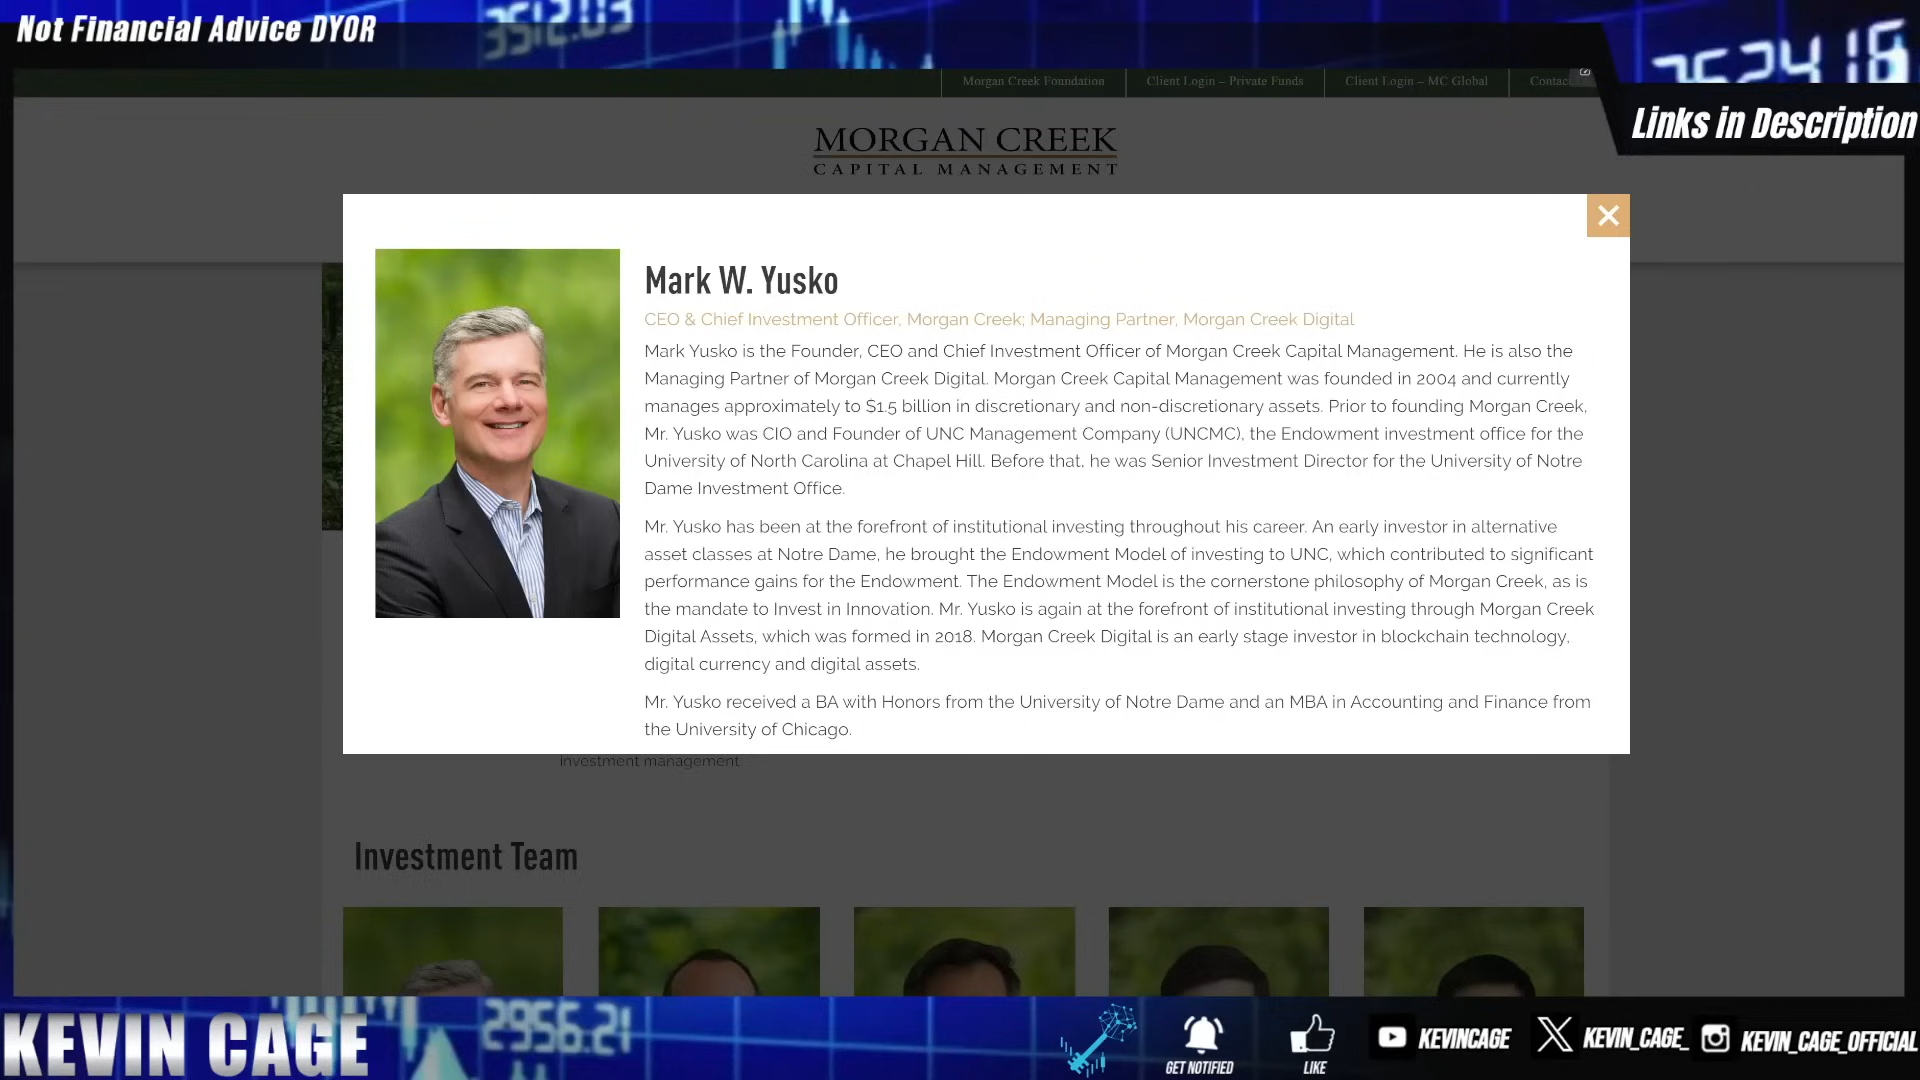 Not Financial Advice DYOR
3512.03
Morgan Creek Foundation
Client Login – Private Funds
Client Login – MC Global
Links in Description
MORGAN CREEK
CAPITAL MANAGEMENT
Mark W. Yusko
CEO & Chief Investment Officer, Morgan Creek; Managing Partner, Morgan Creek Digital
Mark Yusko is the Founder, CEO and Chief Investment Officer of Morgan Creek Capital Management. He is also the
Managing Partner of Morgan Creek Digital. Morgan Creek Capital Management was founded in 2004 and currently
manages approximately to $1.5 billion in discretionary and non-discretionary assets. Prior to founding Morgan Creek,
Mr. Yusko was CIO and Founder of UNC Management Company (UNCMC), the Endowment investment office for the
University of North Carolina at Chapel Hill. Before that, he was Senior Investment Director for the University of Notre
Dame Investment Office.
Mr. Yusko has been at the forefront of institutional investing throughout his career. An early investor in alternative
asset classes at Notre Dame, he brought the Endowment Model of investing to UNC, which contributed to significant
performance gains for the Endowment. The Endowment Model is the cornerstone philosophy of Morgan Creek, as is
the mandate to Invest in Innovation. Mr. Yusko is again at the forefront of institutional investing through Morgan Creek
Digital Assets, which was formed in 2018. Morgan Creek Digital is an early stage investor in blockchain technology,
digital currency and digital assets.
Mr. Yusko received a BA with Honors from the University of Notre Dame and an MBA in Accounting and Finance from
the University of Chicago.
investment management.
Investment Team
KEVIN CAGE
2956.21
GET NOTIFIED
LIKE
KEVINCAGE
KEVIN_CAGE_
KEVIN_CAGE_OFFICIAL